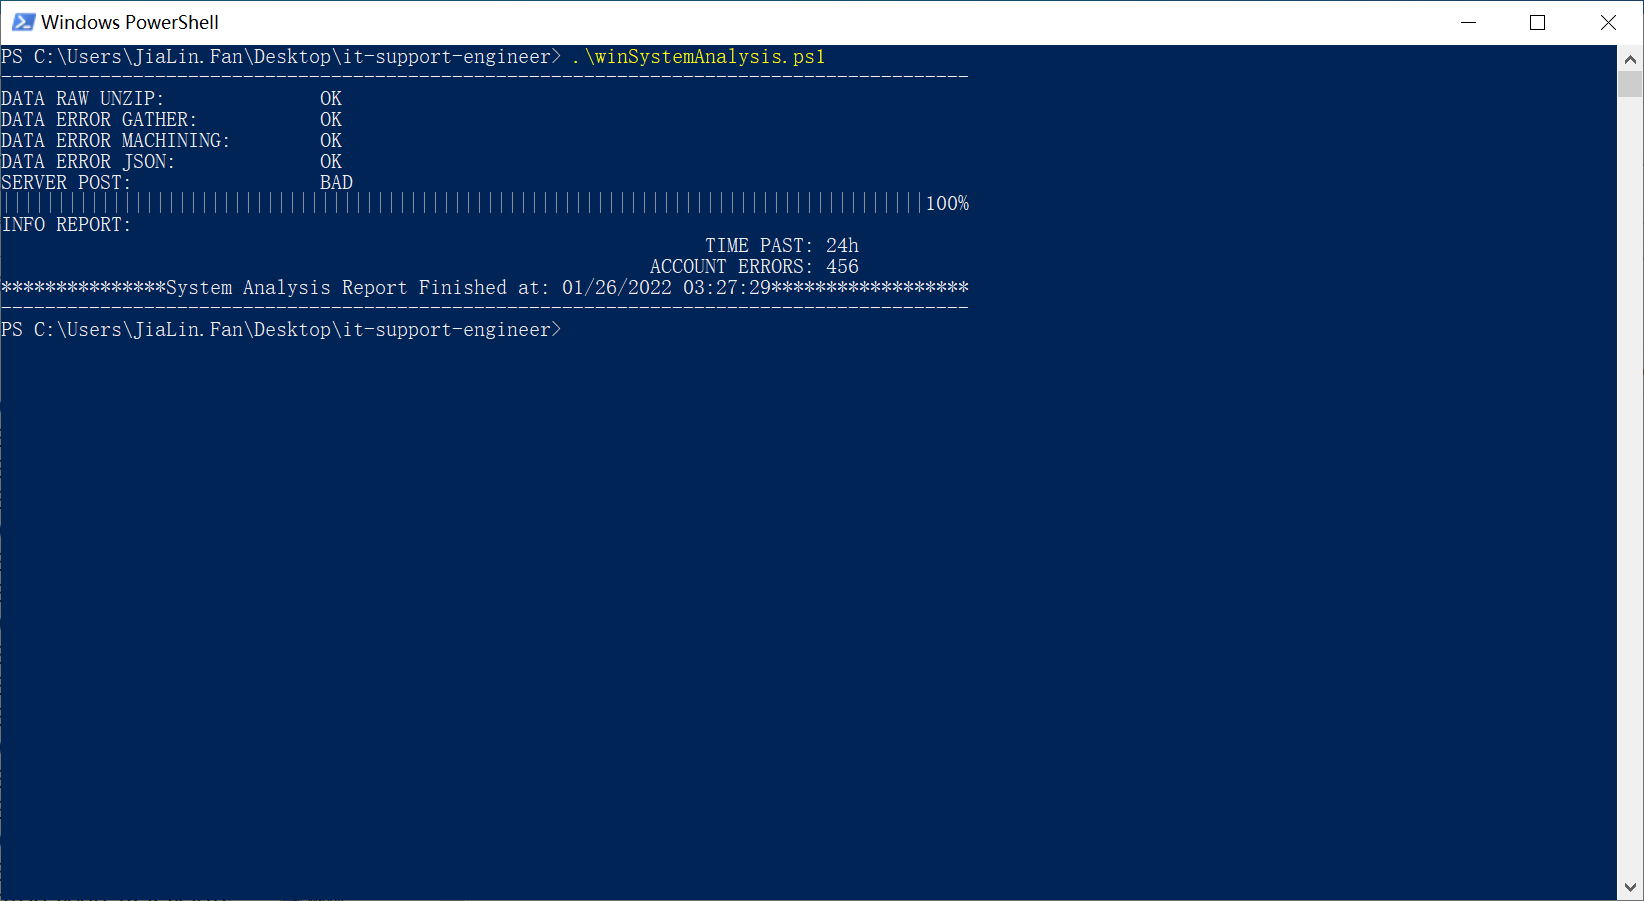 Windows PowerShell
PS C:\Users\JiaLin.Fan\Desktop\it-support-engineer> .\winSystemAnalysis.ps1
----------------------------------------------------------------------------------------
DATA RAW UNZIP: OK
DATA ERROR GATHER: OK
DATA ERROR MACHINING: OK
DATA ERROR JSON: OK
SERVER POST: BAD
||||||||||||||||||||||||||||||||||||||||||||||||||||||||||||||||||||||||||||||||||||100%
INFO REPORT:
TIME PAST: 24h
ACCOUNT ERRORS: 456
***************System Analysis Report Finished at: 01/26/2022 03:27:29******************
----------------------------------------------------------------------------------------
PS C:\Users\JiaLin.Fan\Desktop\it-support-engineer>